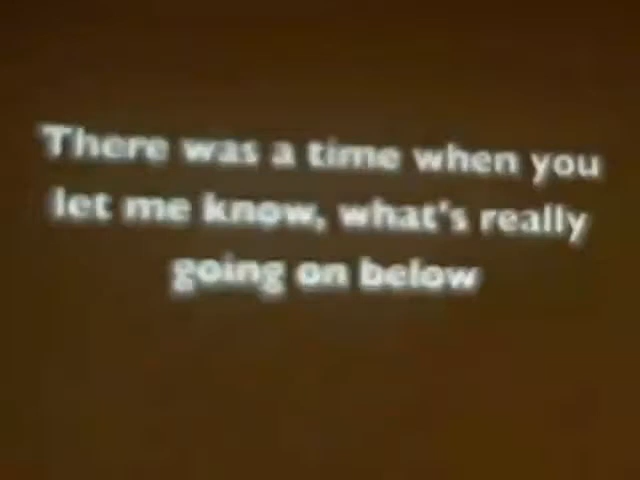 There was a time when you
let me know, what's really
going on below